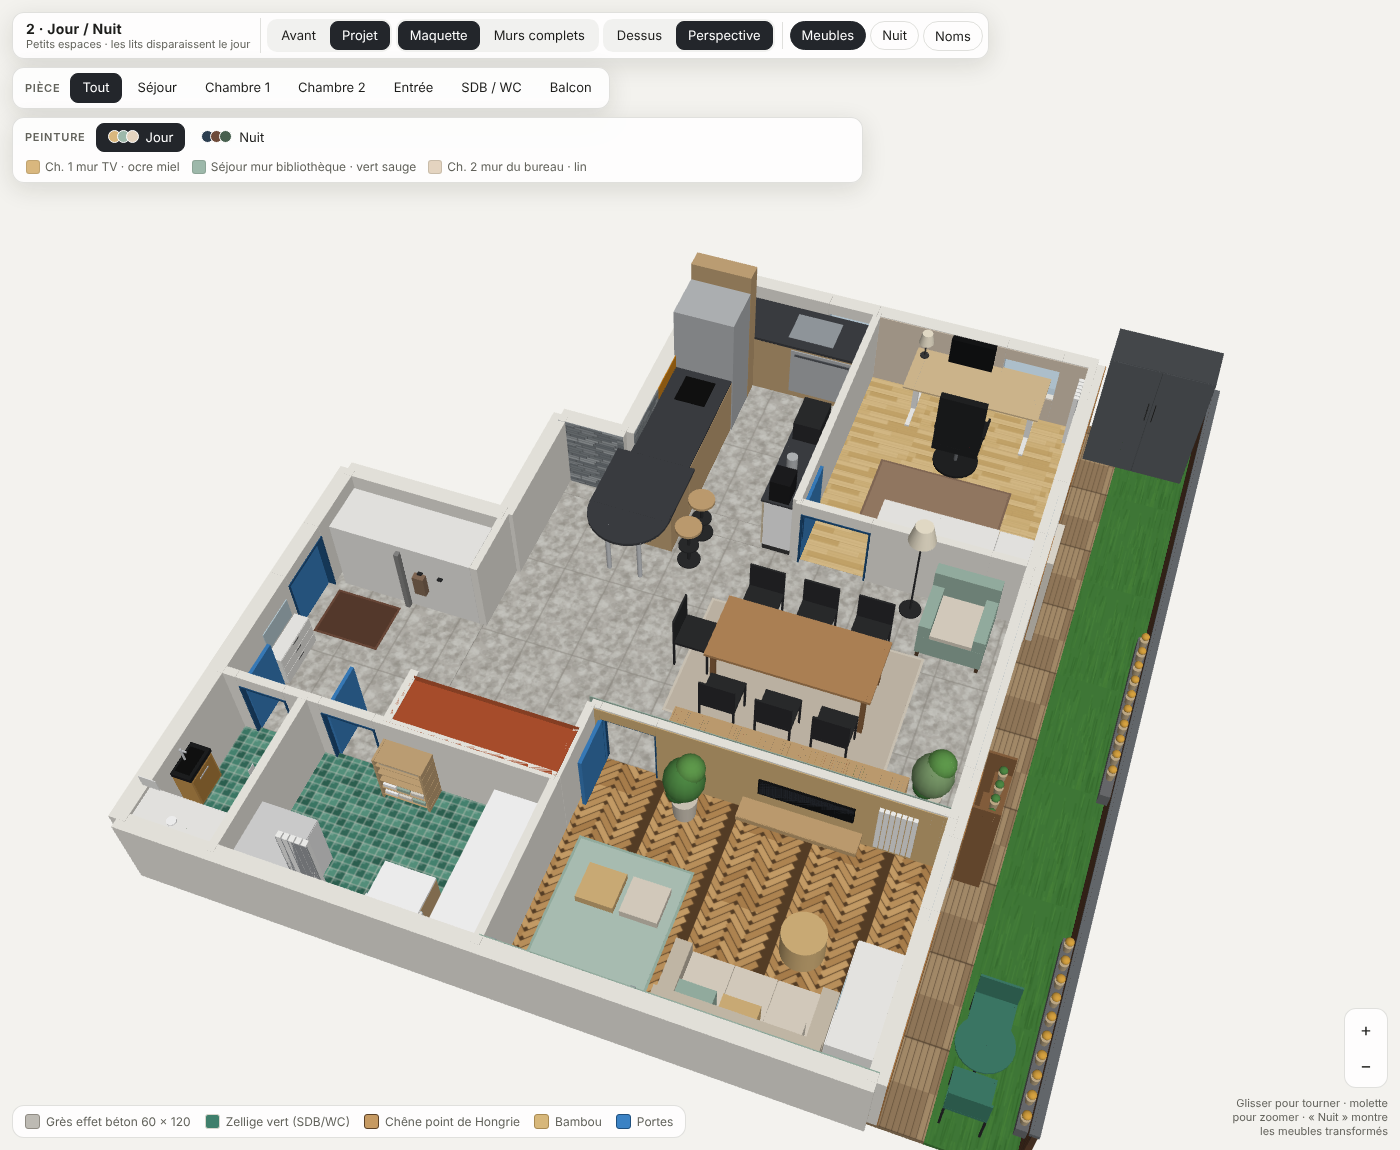 2 · Jour / Nuit
Petits espaces · les lits disparaissent le jour
Avant
Projet
Maquette
Murs complets
Dessus
Perspective
Meubles
Nuit
Noms
PIÈCE
Tout
Séjour
Chambre 1
Chambre 2
Entrée
SDB / WC
Balcon
PEINTURE
Jour
Nuit
Ch. 1 mur TV · ocre miel
Séjour mur bibliothèque · vert sauge
Ch. 2 mur du bureau · lin
+
−
Glisser pour tourner · molette
pour zoomer · « Nuit » montre
les meubles transformés
Grès effet béton 60 × 120
Zellige vert (SDB/WC)
Chêne point de Hongrie
Bambou
Portes